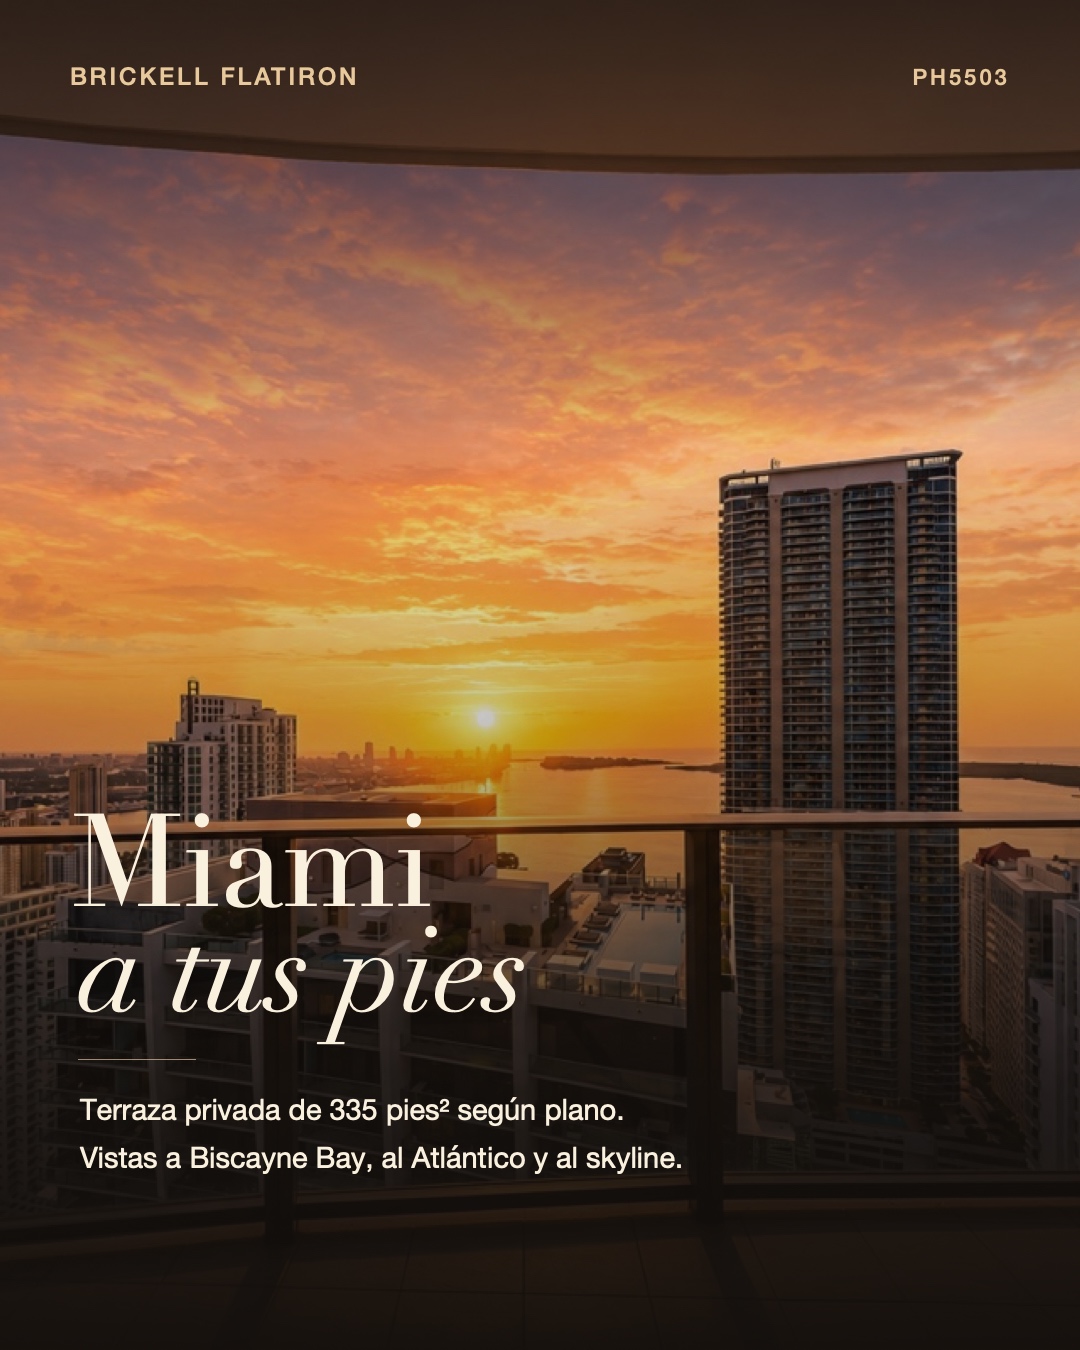 BRICKELL FLATIRON
PH5503
Miami
a tus pies
Terraza privada de 335 pies² según plano.
Vistas a Biscayne Bay, al Atlántico y al skyline.